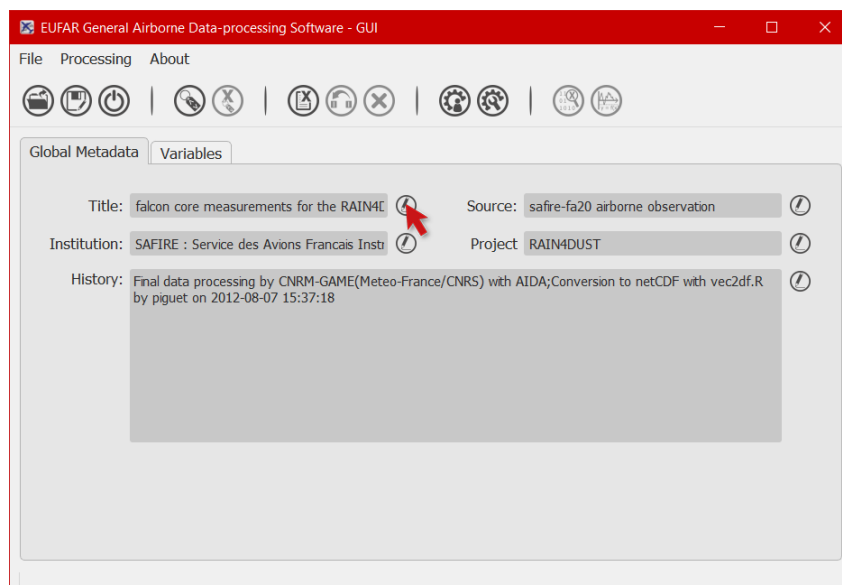 EUFAR General Airborne Data-processing Software - GUI
File Processing About
Global Metadata Variables
Title: falcon core measurements for the Source: safire-fa20 airborne observation
Institution: SAFIRE : Service des Avions Francais Project RAIN4DUST
History: Final data processing by CNRM-GAME(Meteo-France/CNRS) with AIDA;Conversion to netCDF with vec2df.R
by piguet on 2012-08-07 15:37:18